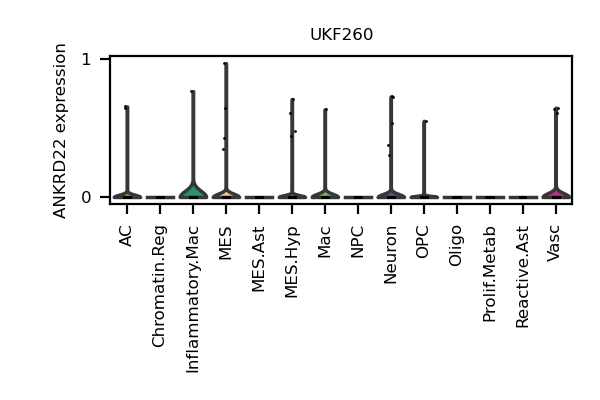 UKF260
ANKRD22 expression
1
0
AC
Chromatin.Reg
Inflammatory.Mac
MES
MES.Ast
MES.Hyp
Mac
NPC
Neuron
OPC
Oligo
Prolif.Metab
Reactive.Ast
Vasc